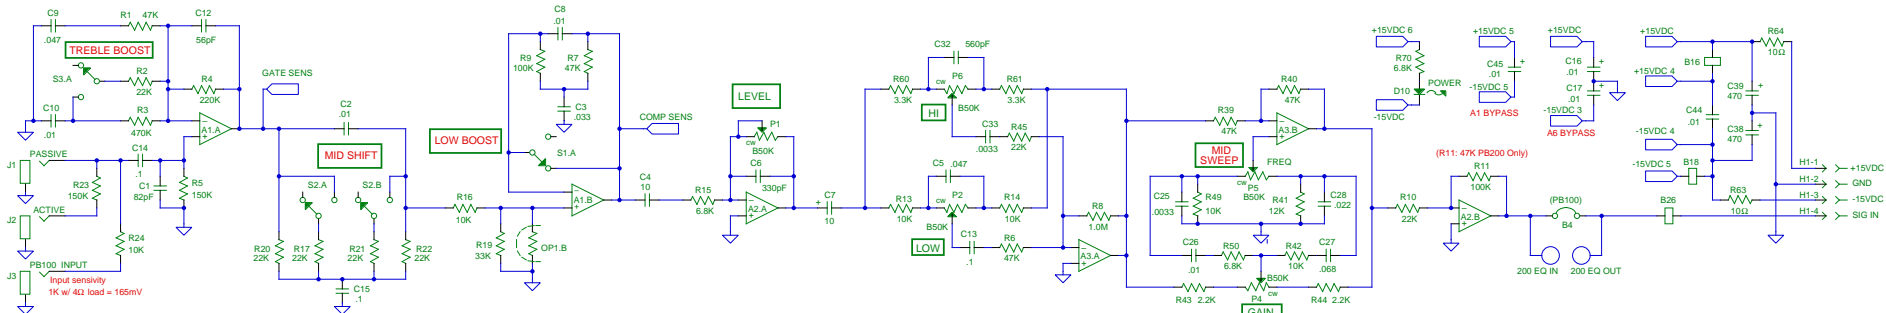 C9
.047
R1 47K
C12
56pF
TREBLE BOOST
S3.A
R2
22K
R4
220K
C10
.01
R3
470K
A1.A
GATE SENS
J1
PASSIVE
C14
.1
R23
150K
C1
82pF
R5
150K
J2
ACTIVE
R24
10K
J3
PB100 INPUT
Input sensivity
1K w/ 4Ω load = 165mV
C2
.01
MID SHIFT
S2.A
S2.B
R20
22K
R17
22K
R21
22K
R22
22K
C15
.1
LOW BOOST
R16
10K
R19
33K
OP1.B
C8
.01
R9
100K
R7
47K
C3
.033
S1.A
A1.B
COMP SENS
C4
10
R15
6.8K
LEVEL
P1
cw
B50K
C6
330pF
A2.A
C7
+
10
C32
560pF
R60
3.3K
P6
cw
B50K
R61
3.3K
HI
C33
.0033
R45
22K
C5
.047
R13
10K
P2
cw
B50K
R14
10K
LOW
C13
.1
R6
47K
R8
1.0M
A3.A
R39
47K
R40
47K
A3.B
MID
SWEEP
FREQ
cw
P5
B50K
C25
.0033
R49
10K
R41
12K
C28
.022
C26
.01
R50
6.8K
R42
10K
C27
.068
B50K
cw
R43 2.2K
P4
R44 2.2K
GAIN
+15VDC 6
R70
6.8K
POWER
D10
-15VDC
+15VDC 5
C45
.01
+
-15VDC 5
A1 BYPASS
+15VDC
C16
.01
+
C17
.01
+
-15VDC 3
A6 BYPASS
(R11: 47K PB200 Only)
R11
100K
R10
22K
A2.B
(PB100)
B4
200 EQ IN
200 EQ OUT
B26
+15VDC
B16
R64
10Ω
+15VDC 4
C39
470
+
C44
.01
C38
470
+
-15VDC 4
-15VDC 5
B18
R63
10Ω
H1-1
+15VDC
H1-2
GND
H1-3
-15VDC
H1-4
SIG IN